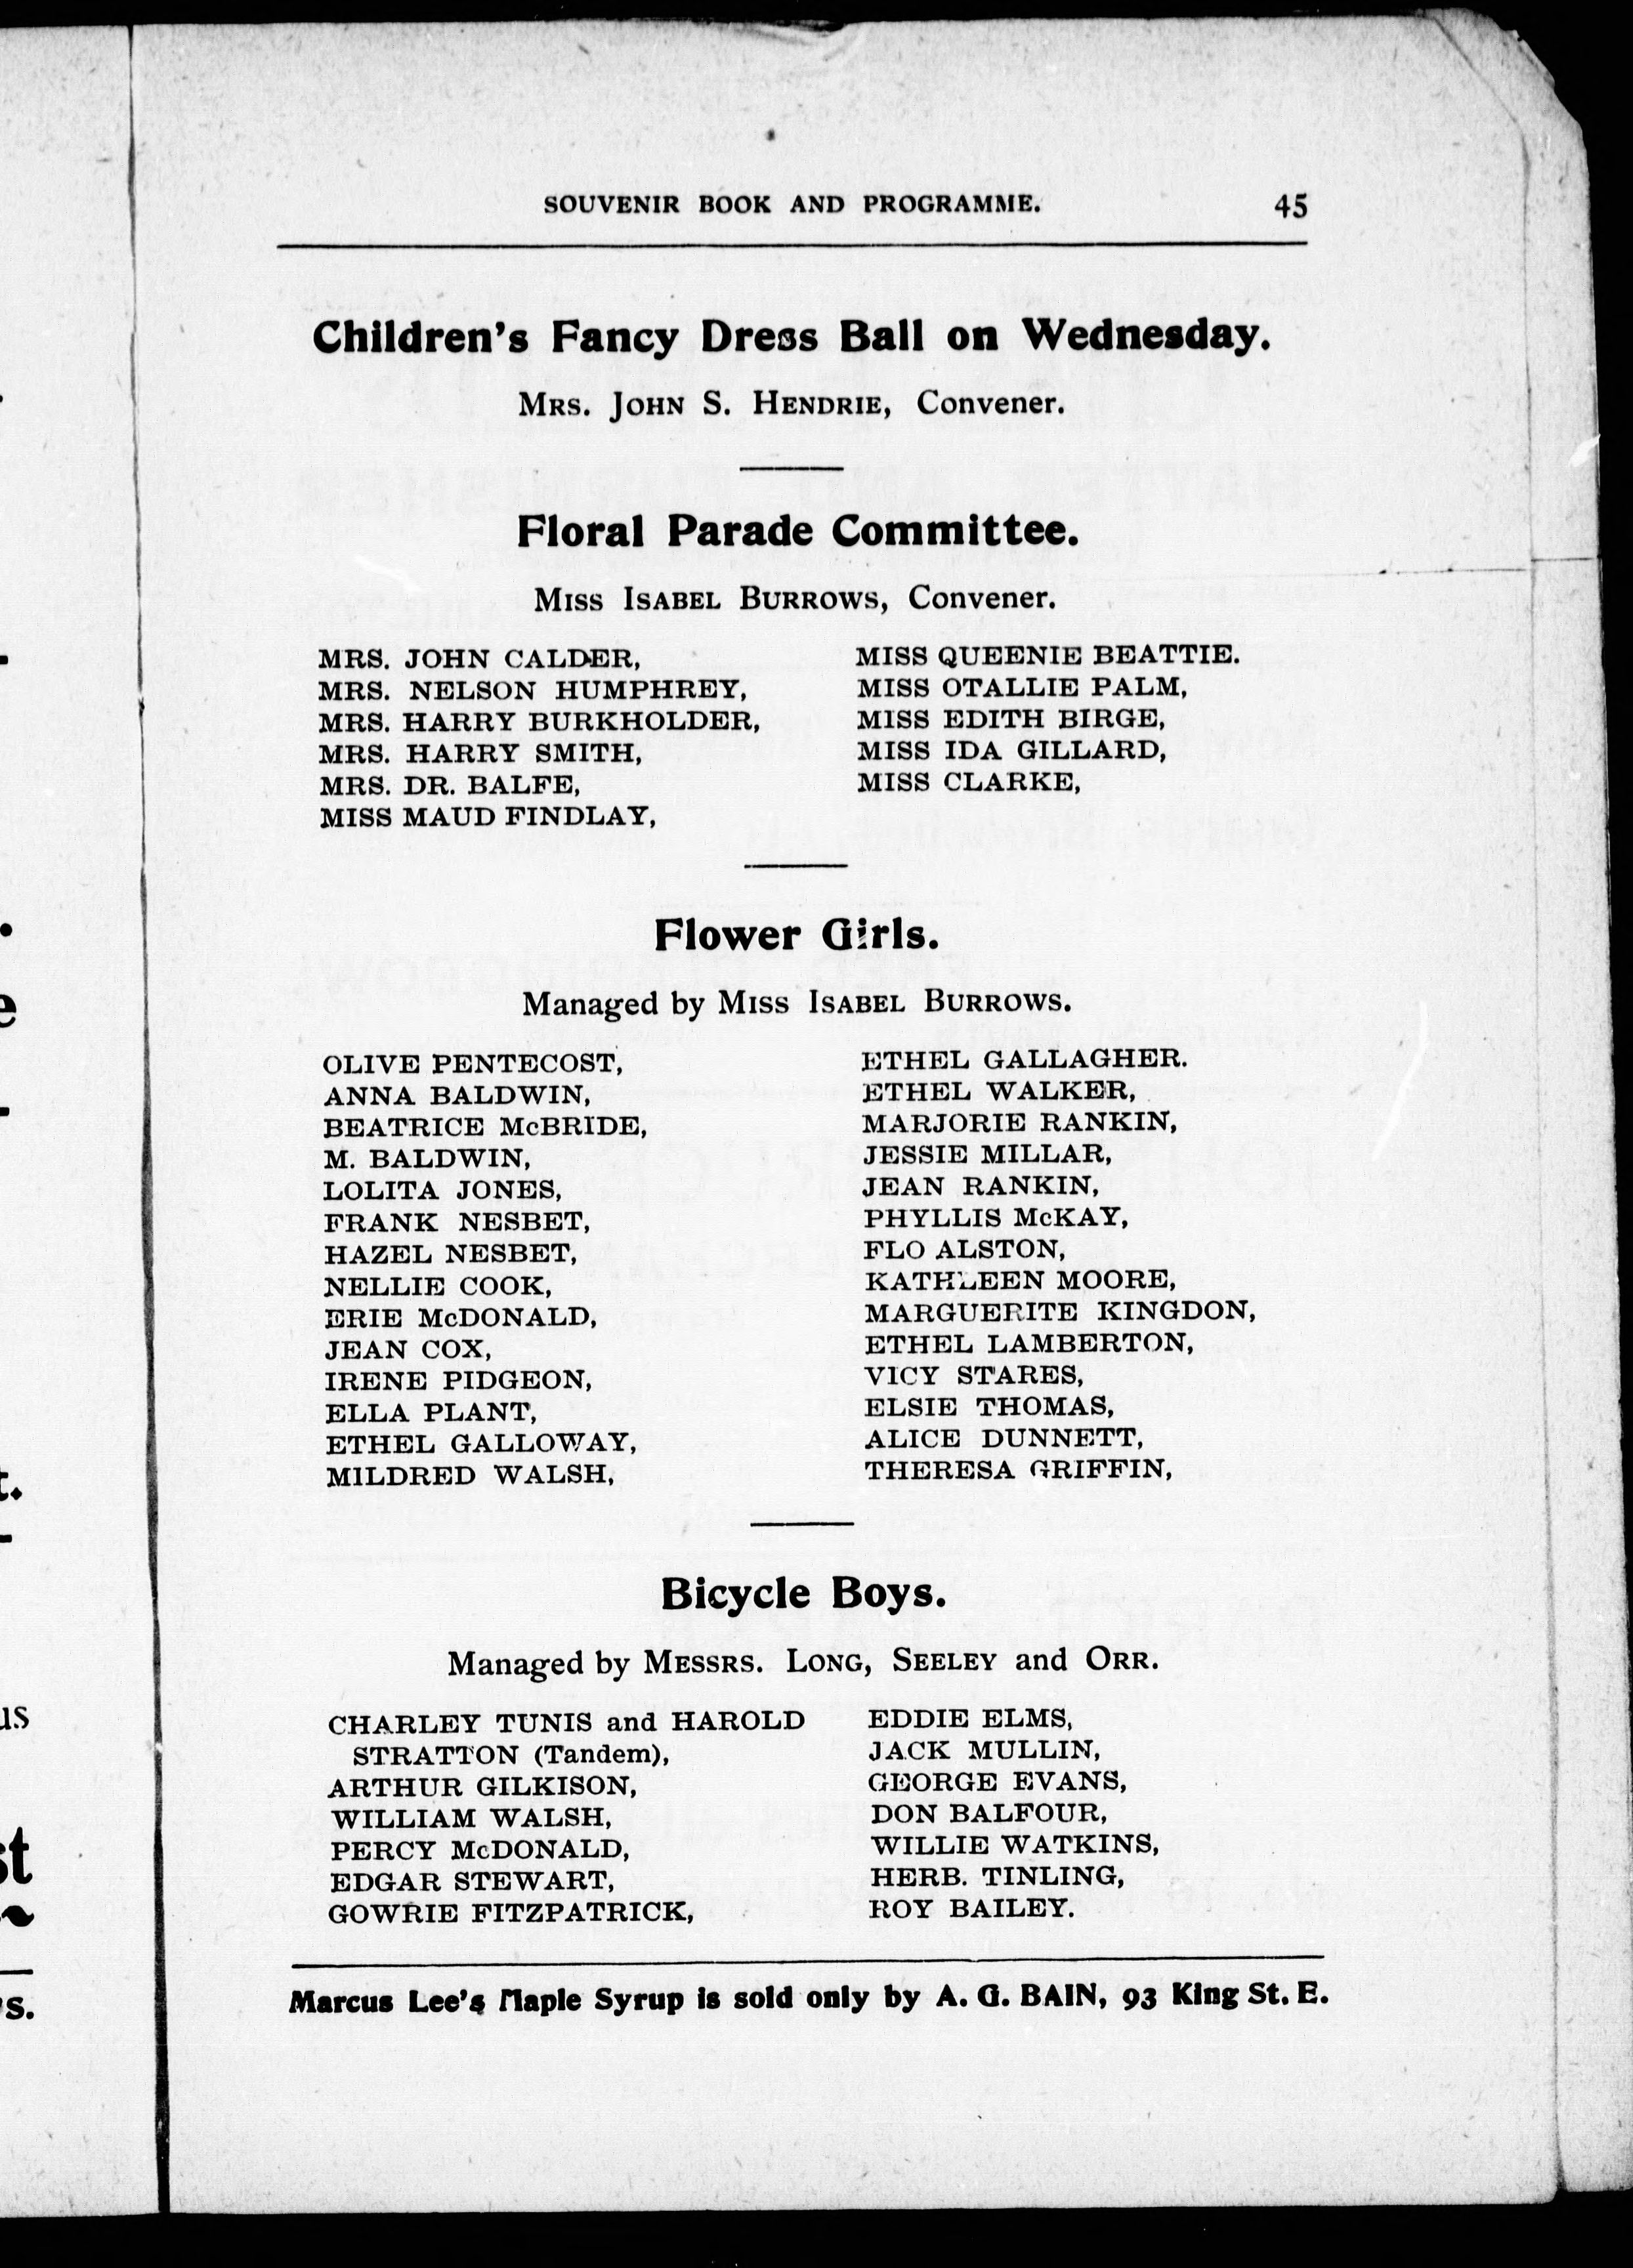 SOUVENIR BOOK AND PROGRAMME. 45
Children's Fancy Dress Ball on Wednesday.
MRS. JOHN S. HENDRIE, Convener.
Floral Parade Committee.
MISS ISABEL BURROWS, Convener.
MRS. JOHN CALDER,
MRS. NELSON HUMPHREY,
MRS. HARRY BURKHOLDER,
MRS. HARRY SMITH,
MRS. DR. BALFE,
MISS MAUD FINDLAY,
MISS QUEENIE BEATTIE.
MISS OTALLIE PALM,
MISS EDITH BIRGE,
MISS IDA GILLARD,
MISS CLARKE,
Flower Girls.
Managed by MISS ISABEL BURROWS.
OLIVE PENTECOST,
ANNA BALDWIN,
BEATRICE McBRIDE,
M. BALDWIN,
LOLITA JONES,
FRANK NESBET,
HAZEL NESBET,
NELLIE COOK,
ERIE McDONALD,
JEAN COX,
IRENE PIDGEON,
ELLA PLANT,
ETHEL GALLOWAY,
MILDRED WALSH,
ETHEL GALLAGHER.
ETHEL WALKER,
MARJORIE RANKIN,
JESSIE MILLAR,
JEAN RANKIN,
PHYLLIS McKAY,
FLO ALSTON,
KATHLEEN MOORE,
MARGUERITE KINGDON,
ETHEL LAMBERTON,
VICY STARES,
ELSIE THOMAS,
ALICE DUNNETT,
THERESA GRIFFIN,
Bicycle Boys.
Managed by MESSRS. LONG, SEELEY and ORR.
CHARLEY TUNIS and HAROLD
STRATTON (Tandem),
ARTHUR GILKISON,
WILLIAM WALSH,
PERCY McDONALD,
EDGAR STEWART,
GOWRIE FITZPATRICK,
EDDIE ELMS,
JACK MULLIN,
GEORGE EVANS,
DON BALFOUR,
WILLIE WATKINS,
HERB. TINLING,
ROY BAILEY.
Marcus Lee's Maple Syrup is sold only by A. G. BAIN, 93 King St. E.